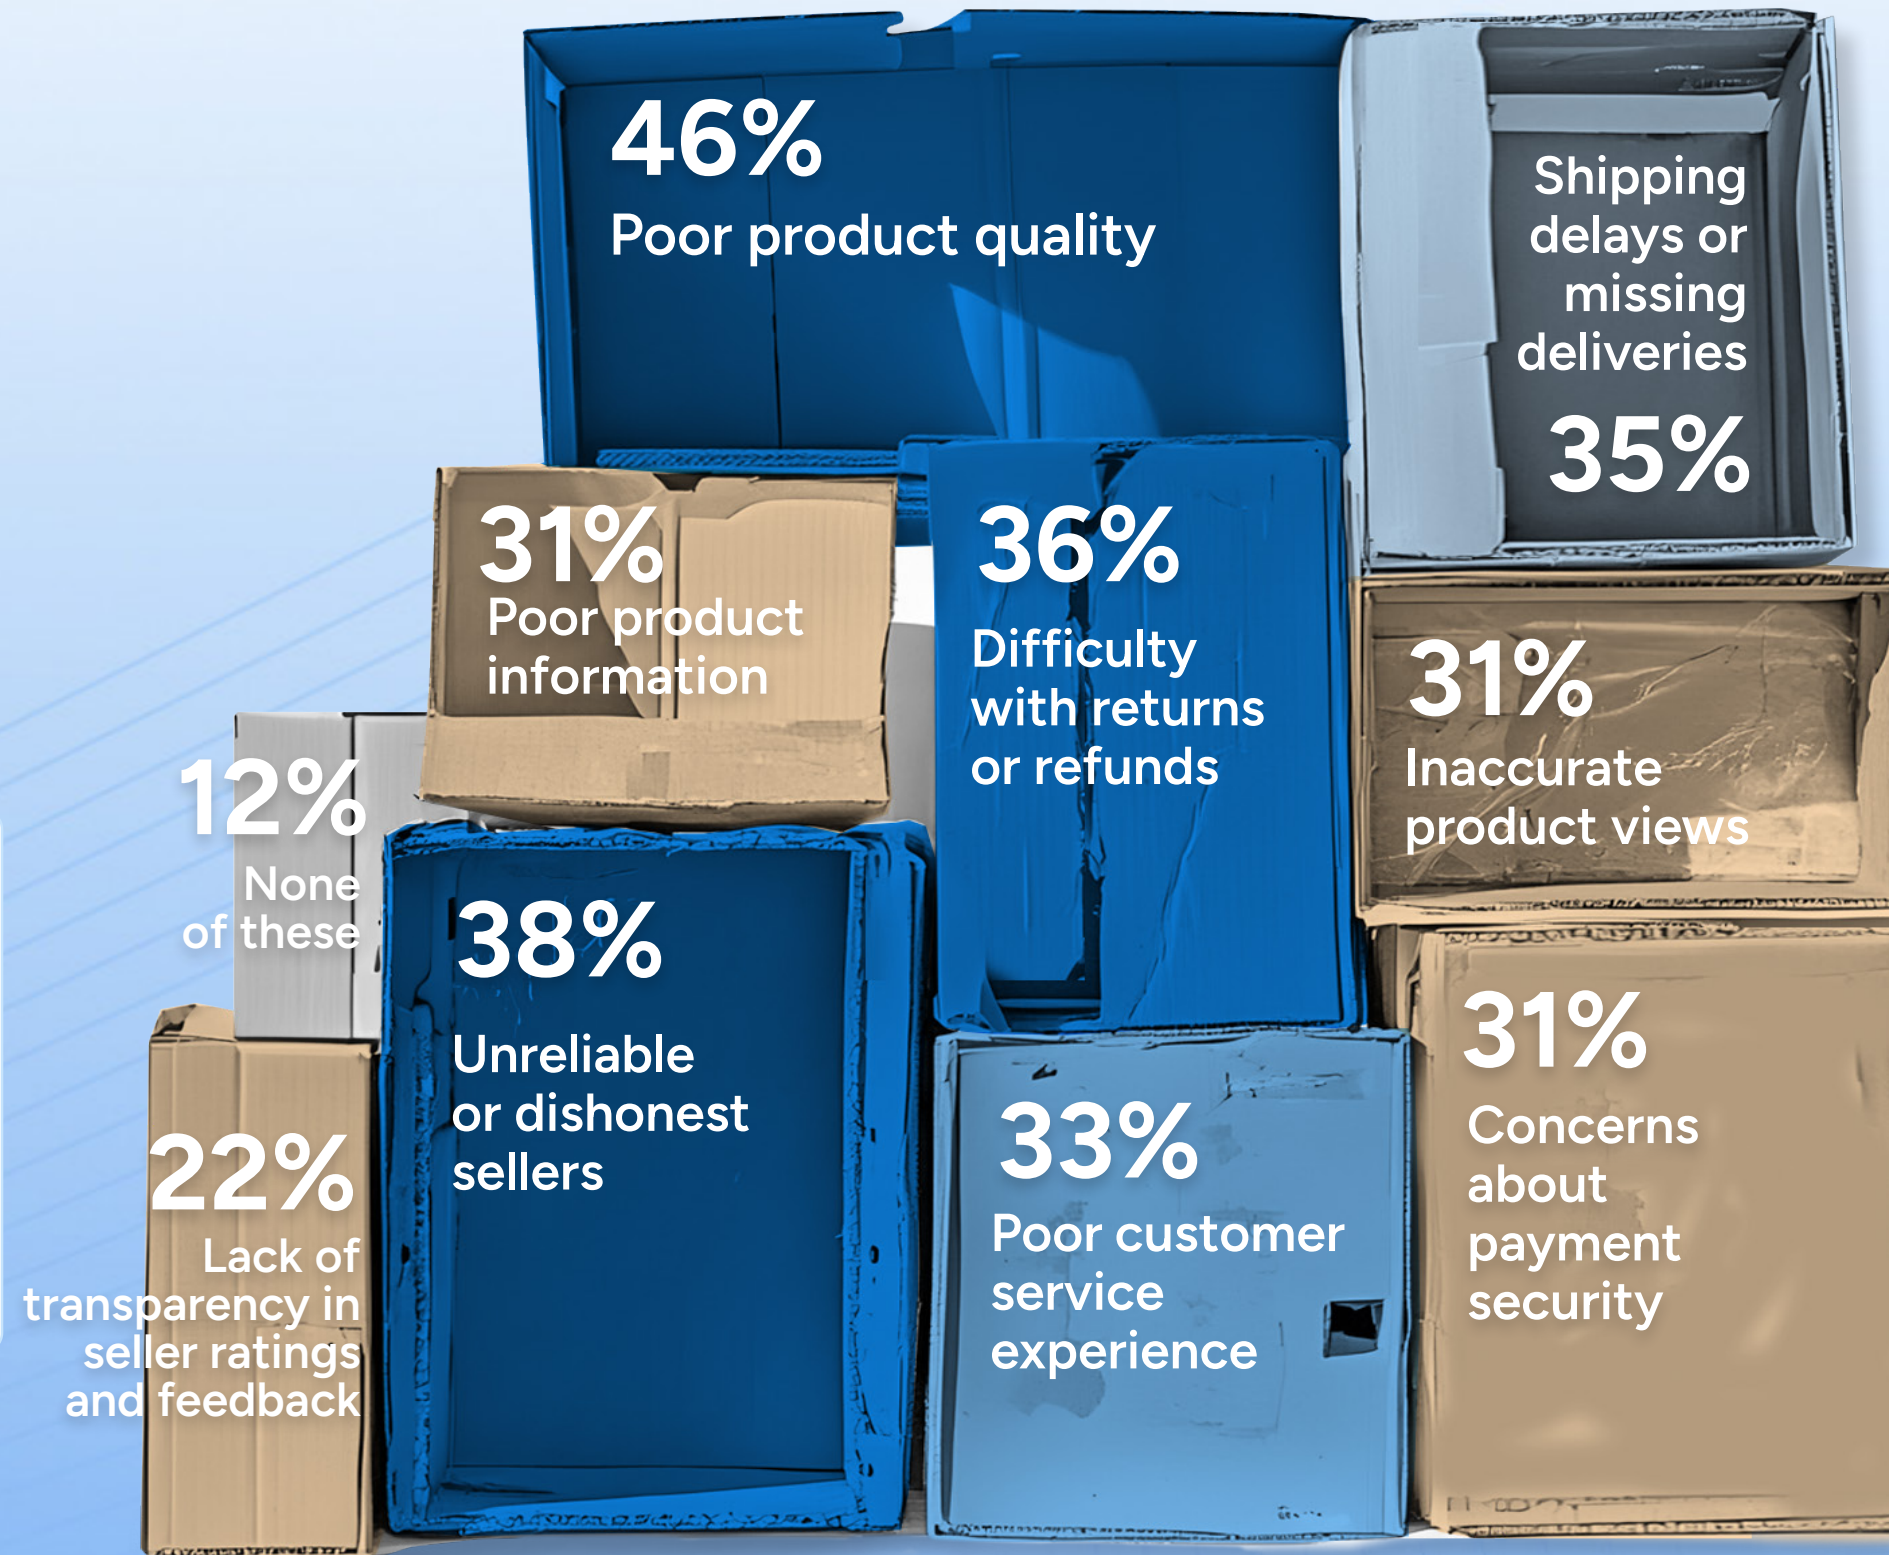 46%
Poor product quality
Shipping
delays or
missing
deliveries
35%
31%
Poor product
information
36%
Difficulty
with returns
or refunds
31%
Inaccurate
product views
12%
None
of these
38%
Unreliable
or dishonest
sellers
33%
Poor customer
service
experience
31%
Concerns
about
payment
security
22%
Lack of
transparency in
seller ratings
and feedback